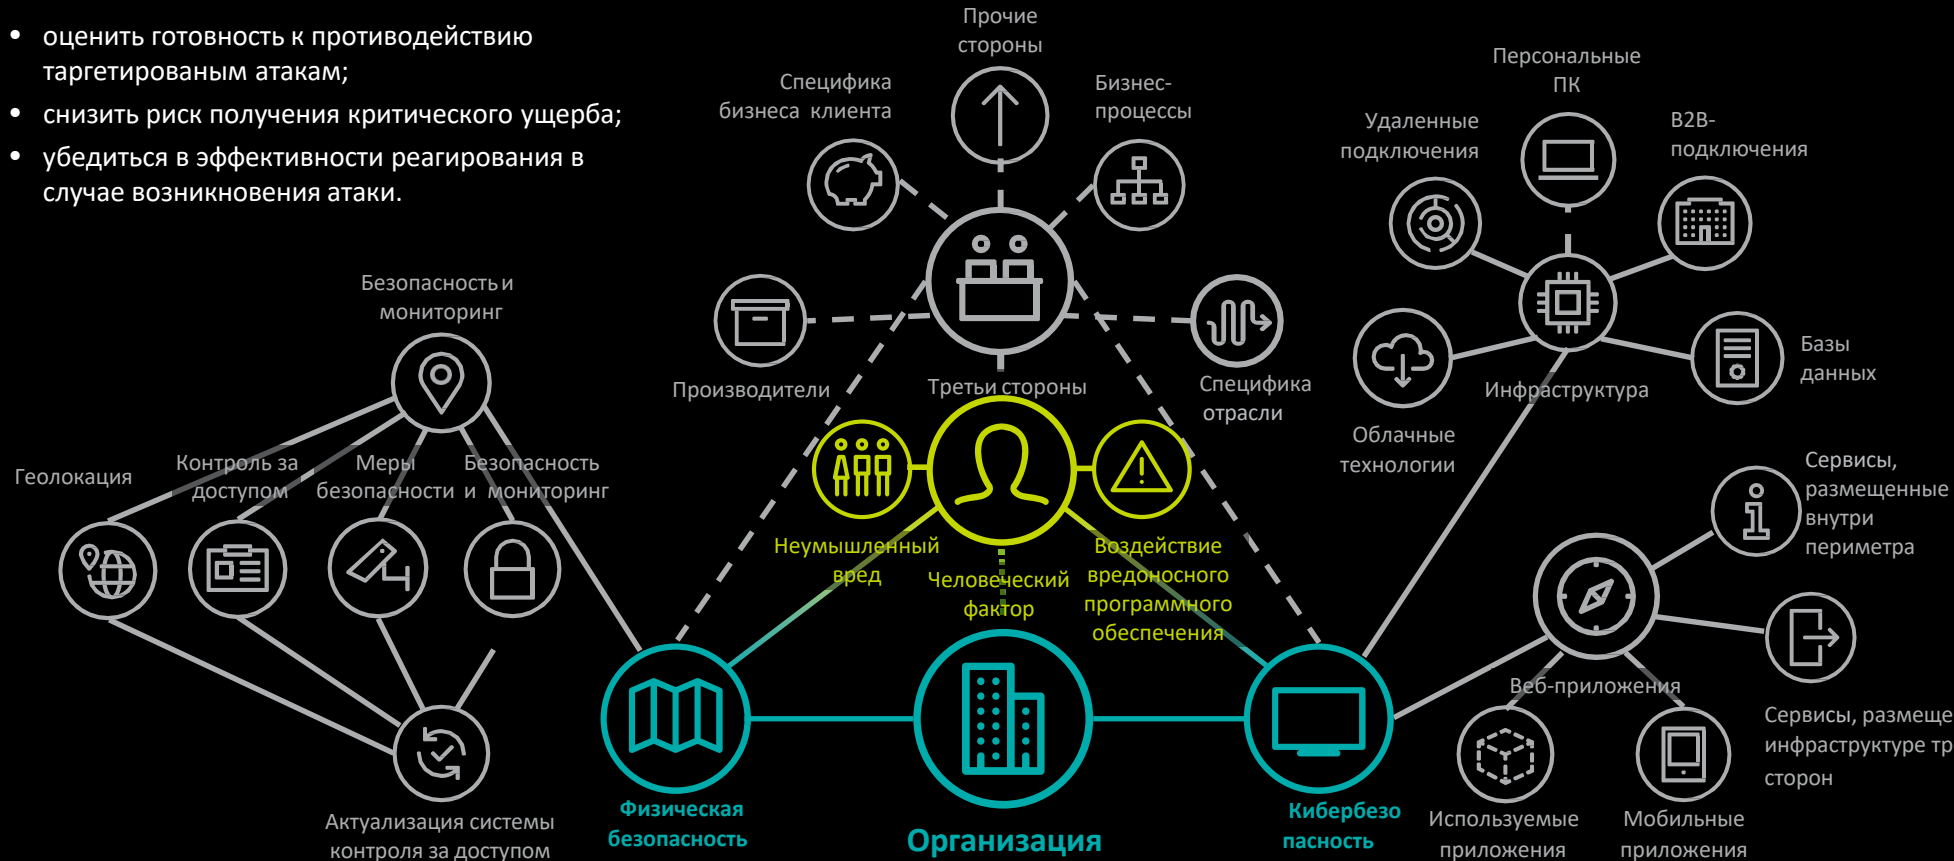 • оценить готовность к противодействию
таргетированым атакам;
• снизить риск получения критического ущерба;
• убедиться в эффективности реагирования в
случае возникновения атаки.
Прочие
стороны
Специфика
бизнеса клиента
Бизнес-
процессы
Производители
Третьи стороны
Специфика
отрасли
Персональные
ПК
Удаленные
подключения
B2B-
подключения
Инфраструктура
Базы
данных
Облачные
технологии
Безопасность и
мониторинг
Геолокация
Контроль за
доступом
Меры
безопасности
Безопасность
и мониторинг
Актуализация системы
контроля за доступом
Неумышленный
вред
Человеческий
фактор
Воздействие
вредоносного
программного
обеспечения
Физическая
безопасность
Организация
Кибербезо
пасность
Сервисы,
размещенные
внутри
периметра
Веб-приложения
Сервисы, размеще
инфраструктуре тр
сторон
Используемые
приложения
Мобильные
приложения